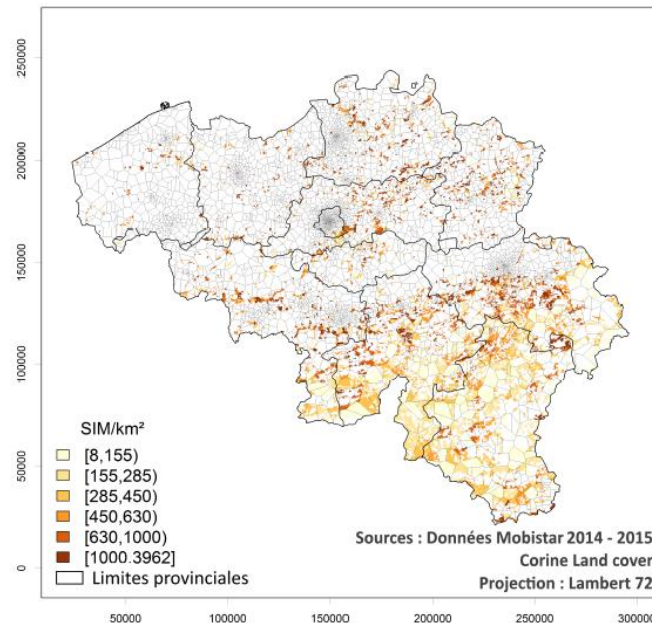 250000
200000
150000
100000
50000
0
SIM/km²
[8,155)
[155,285)
[285,450)
[450,630)
[630,1000)
[1000.3962]
Limites provinciales
Sources : Données Mobistar 2014 - 2015
Corine Land cover
Projection : Lambert 72
50000 100000 150000 200000 250000 300000